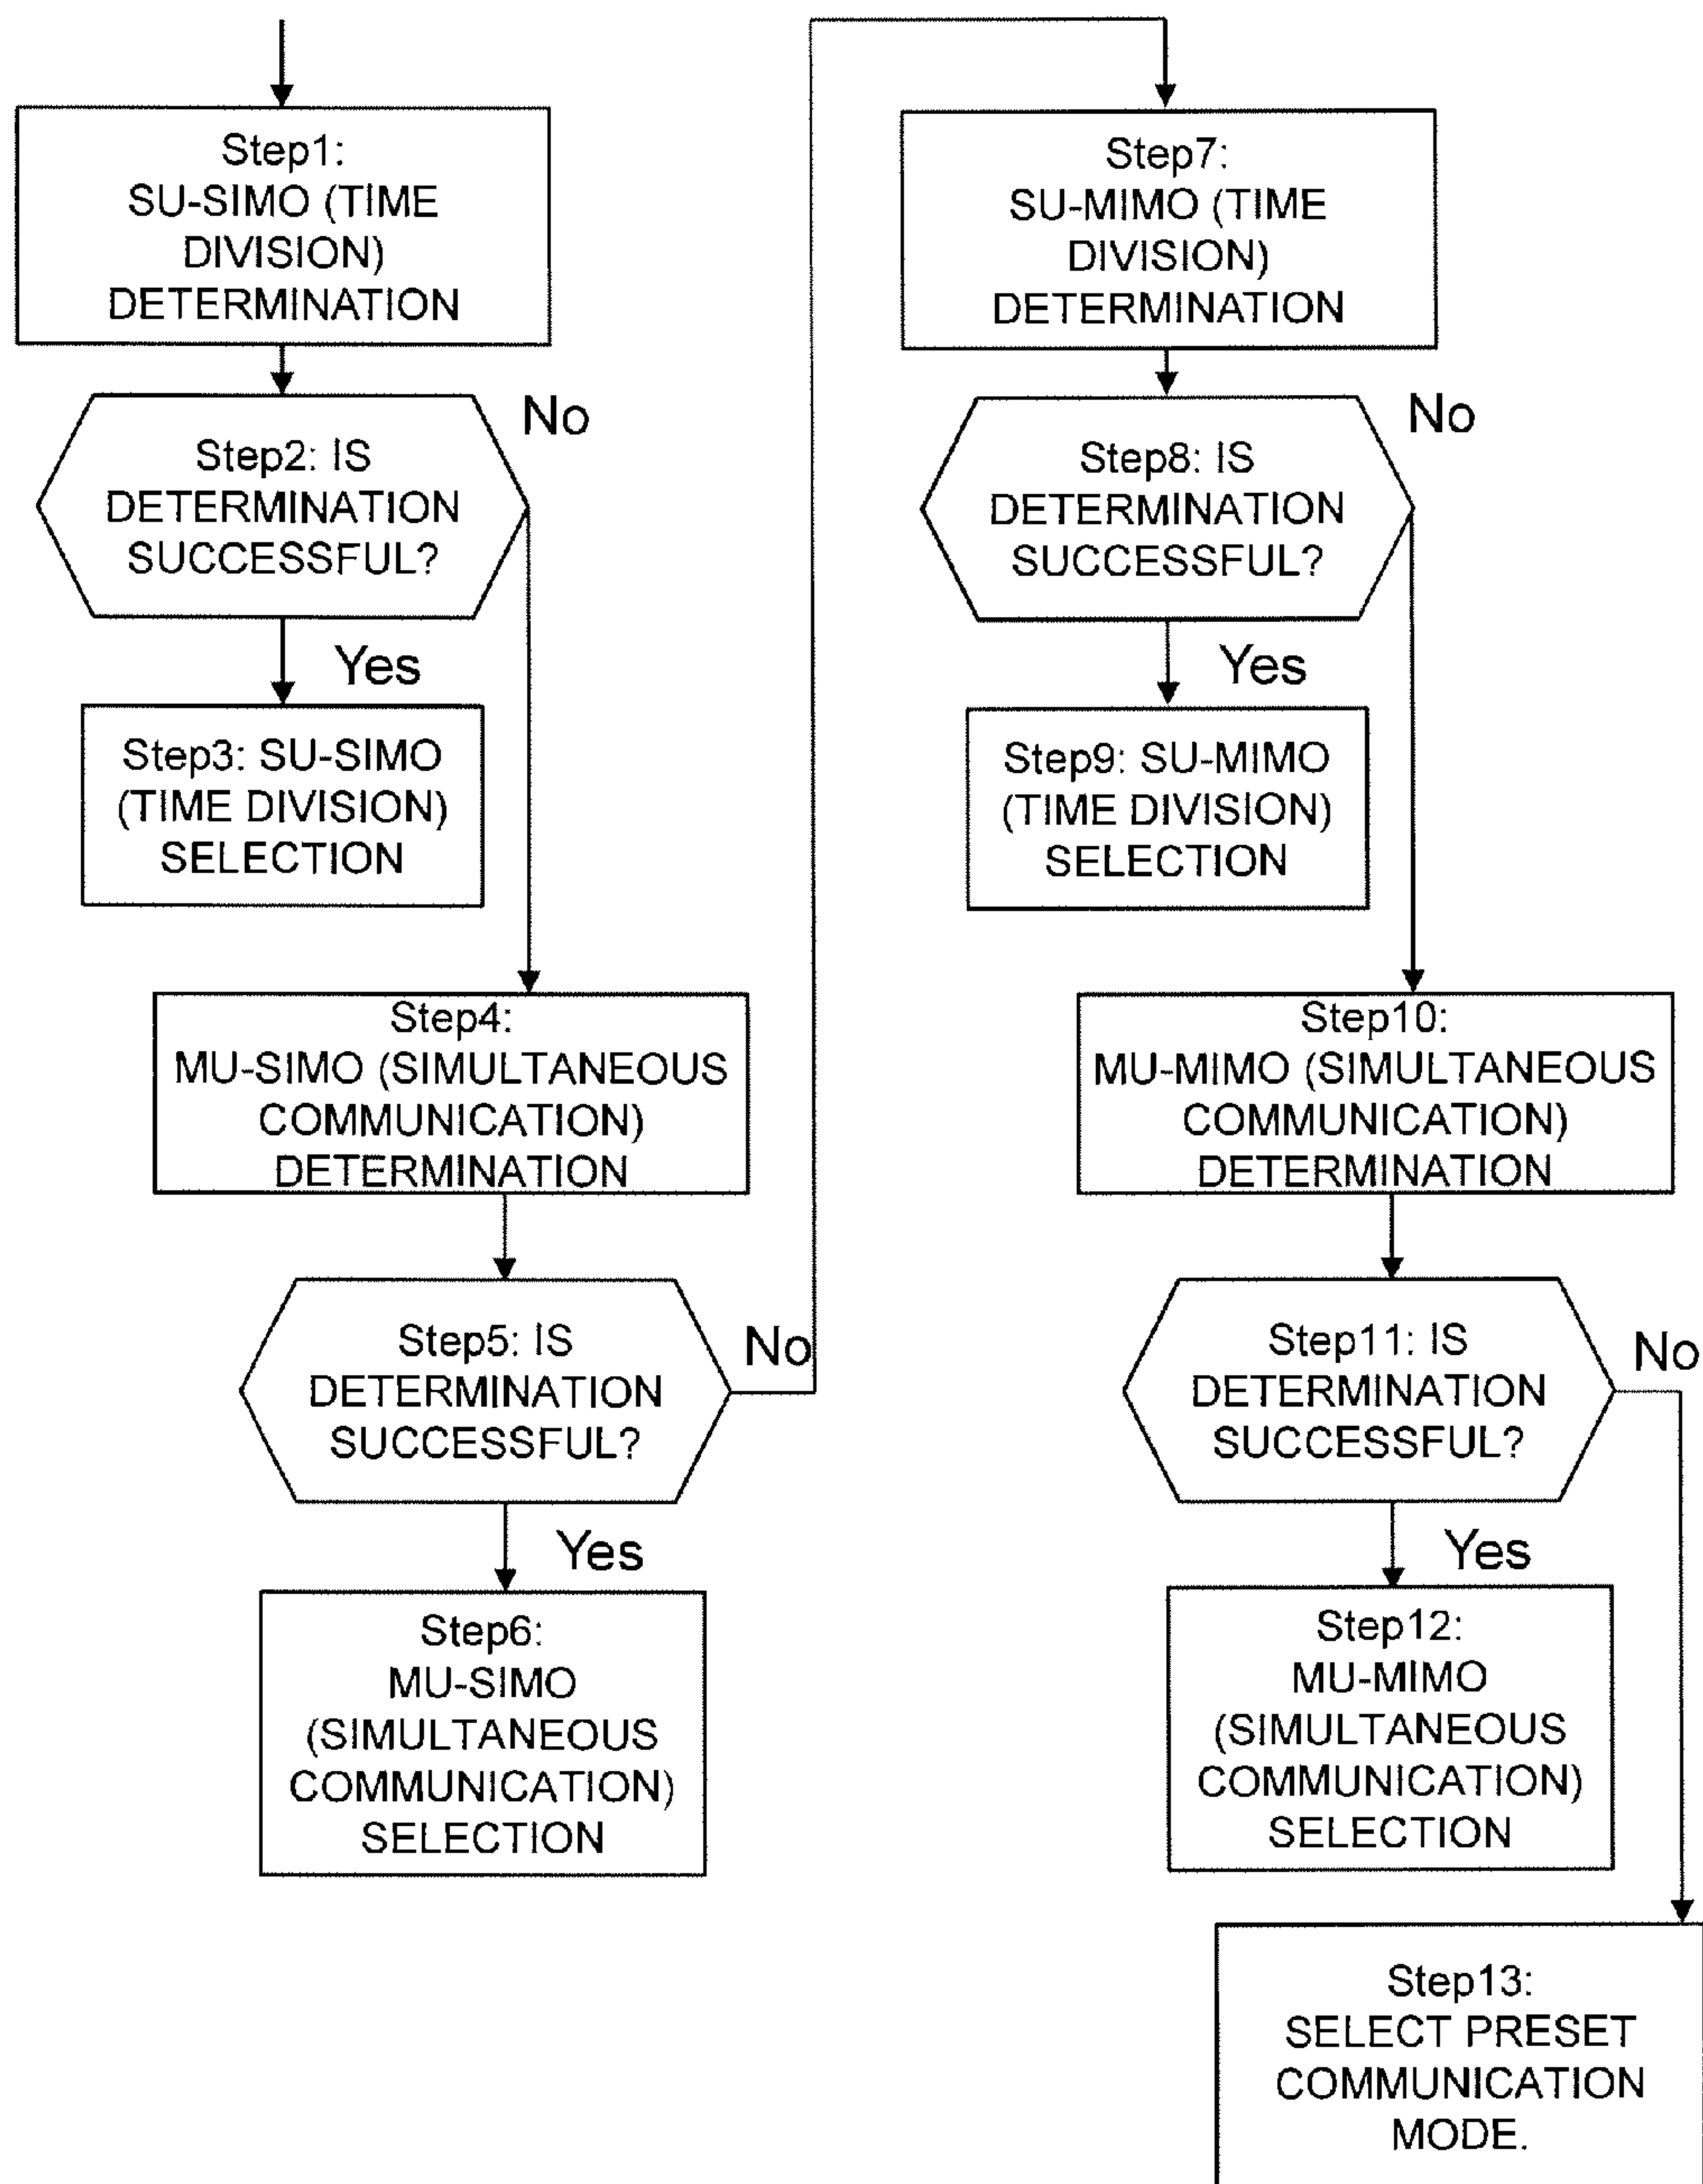 Step1:
SU-SIMO (TIME
DIVISION)
DETERMINATION
No
Step2: IS
DETERMINATION
SUCCESSFUL?
Yes
Step3: SU-SIMO
(TIME DIVISION)
SELECTION
Step4:
MU-SIMO (SIMULTANEOUS
COMMUNICATION)
DETERMINATION
Step5: IS
DETERMINATION
SUCCESSFUL?
No
Yes
Step6:
MU-SIMO
(SIMULTANEOUS
COMMUNICATION)
SELECTION
Step7:
SU-MIMO (TIME
DIVISION)
DETERMINATION
No
Step8: IS
DETERMINATION
SUCCESSFUL?
Yes
Step9: SU-MIMO
(TIME DIVISION)
SELECTION
Step10:
MU-MIMO (SIMULTANEOUS
COMMUNICATION)
DETERMINATION
Step11: IS
DETERMINATION
SUCCESSFUL?
No
Yes
Step12:
MU-MIMO
(SIMULTANEOUS
COMMUNICATION)
SELECTION
Step13:
SELECT PRESET
COMMUNICATION
MODE.